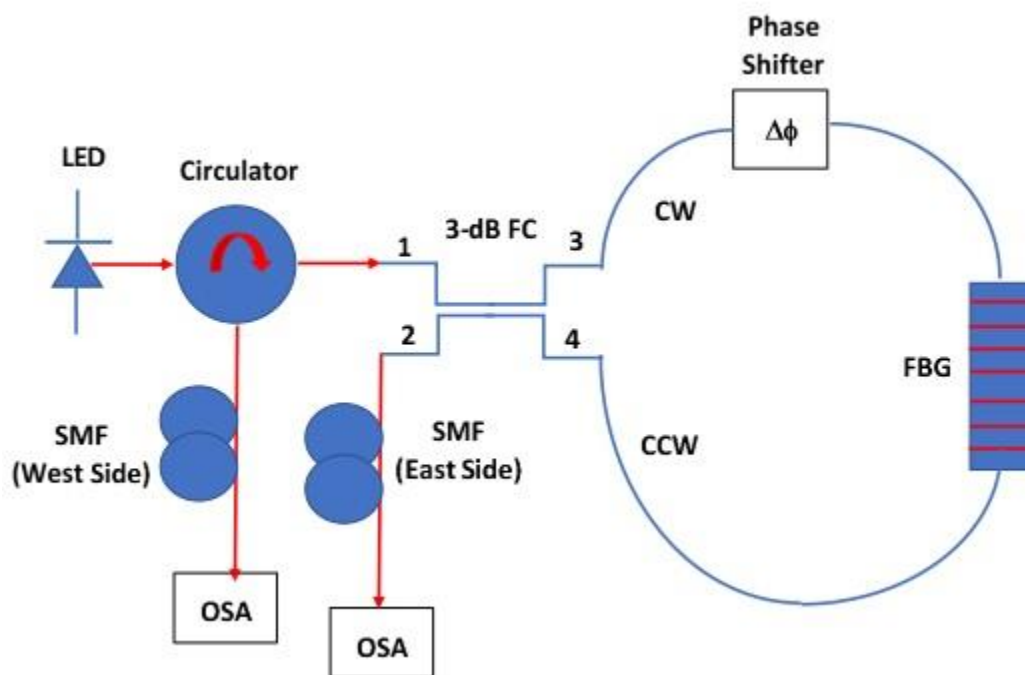 Phase
Shifter
Δϕ
LED
Circulator
3-dB FC
CW
1
3
2
4
FBG
SMF
(West Side)
SMF
(East Side)
CCW
OSA
OSA